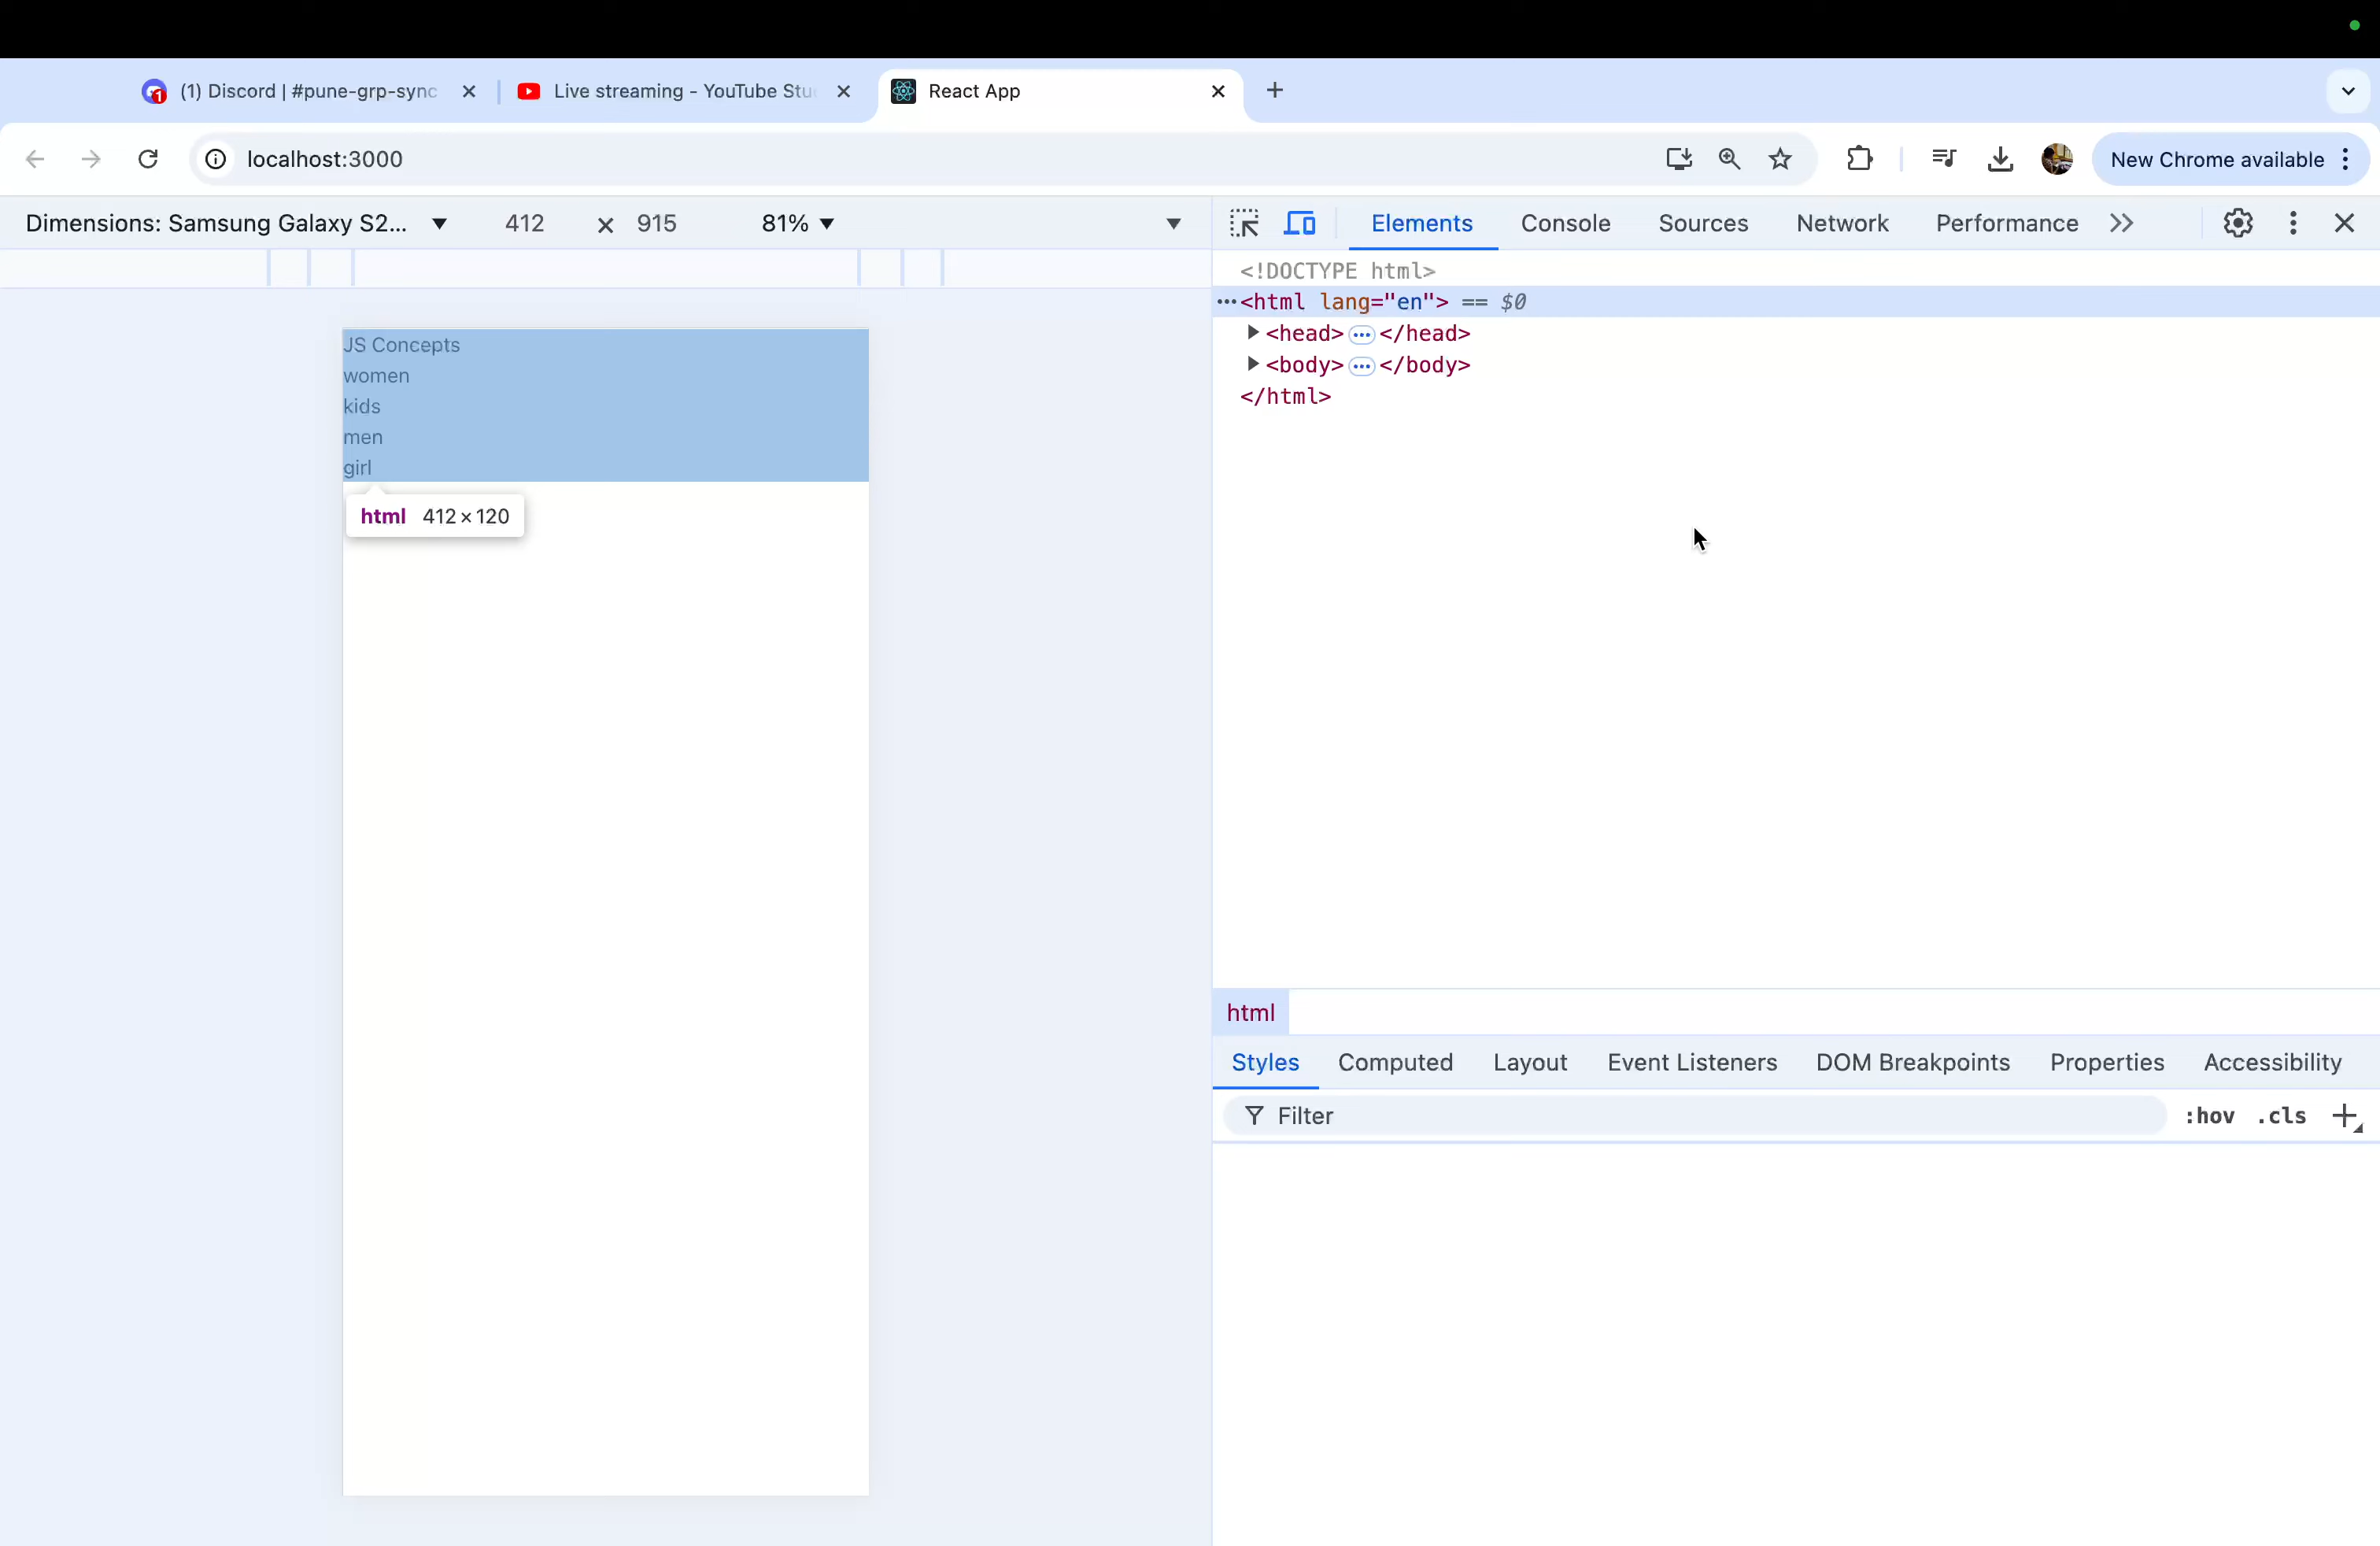 (1) Discord | #pune-grp-sync
Live streaming - YouTube Stu
React App
localhost:3000
New Chrome available
Dimensions: Samsung Galaxy S2... 412 × 915 81%
Elements Console Sources Network Performance
<!DOCTYPE html>
<html lang="en"> == $0
<head> </head>
<body> </body>
</html>
JS Concepts
women
kids
men
girl
html 412×120
html
Styles Computed Layout Event Listeners DOM Breakpoints Properties Accessibility
Filter :hov .cls